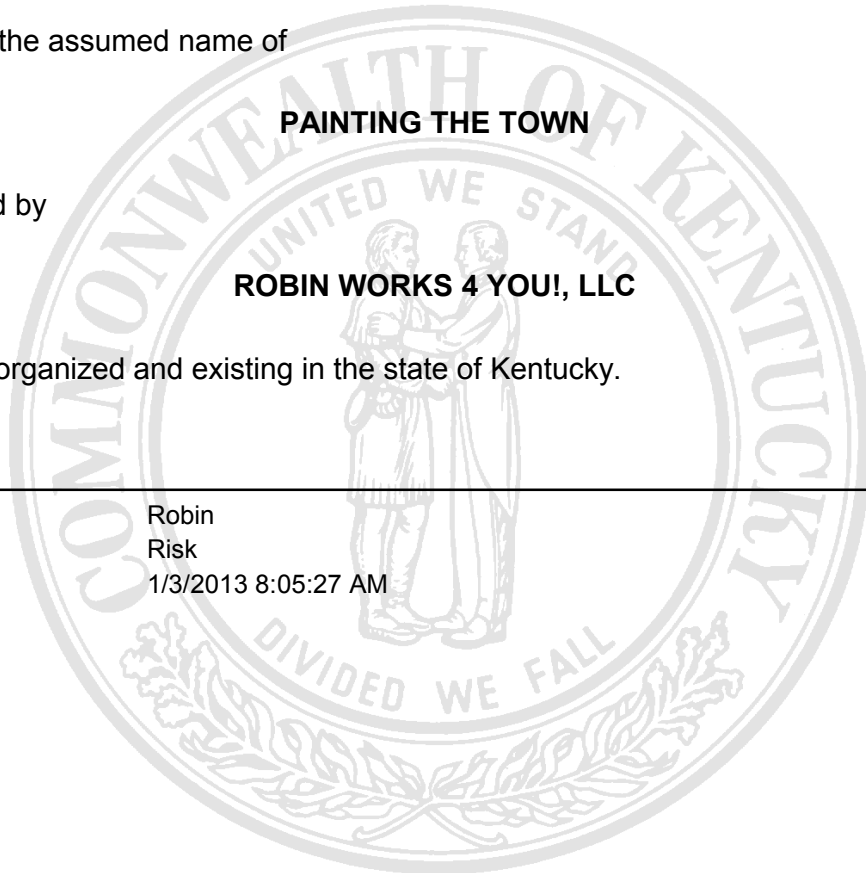 the assumed name of
PAINTING THE TOWN
d by
ROBIN WORKS 4 YOU!, LLC
organized and existing in the state of Kentucky.
Robin
Risk
1/3/2013 8:05:27 AM
COMMONWEALTH OF KENTUCKY
UNITED WE STAND
DIVIDED WE FALL